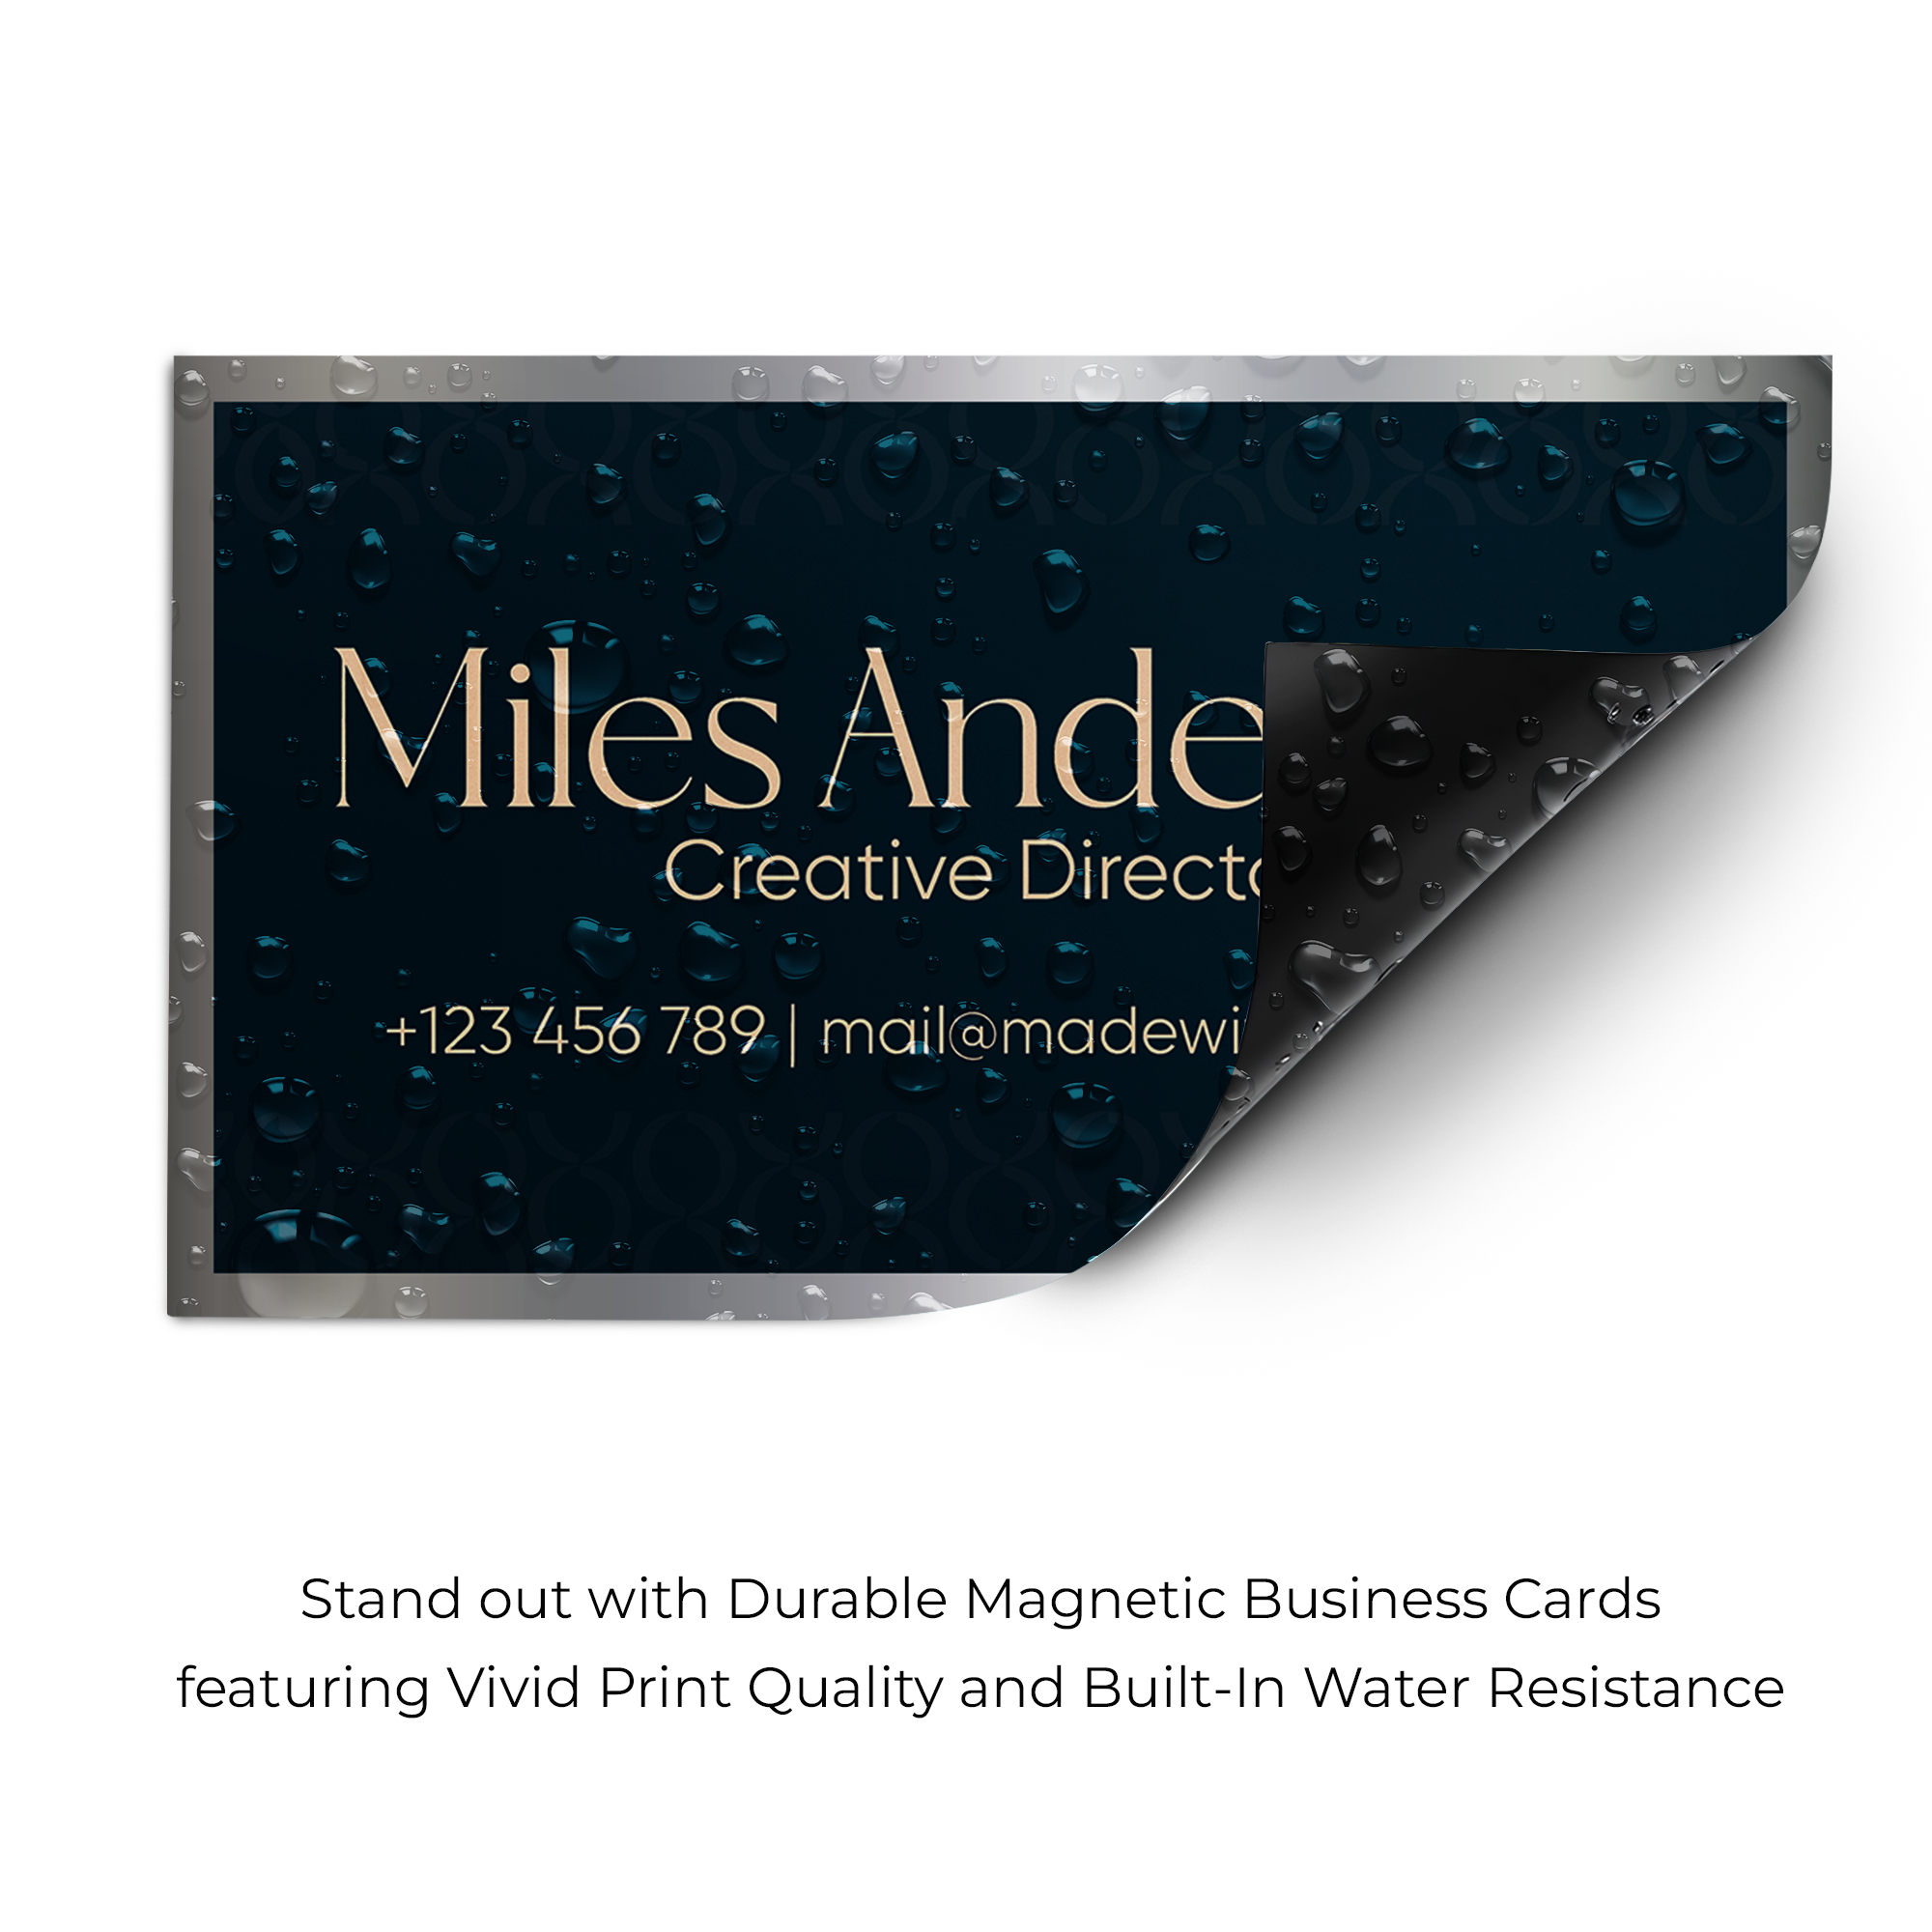 Miles Ande
Creative Directo
+123 456 789 | mail@madewi
Stand out with Durable Magnetic Business Cards
featuring Vivid Print Quality and Built-In Water Resistance